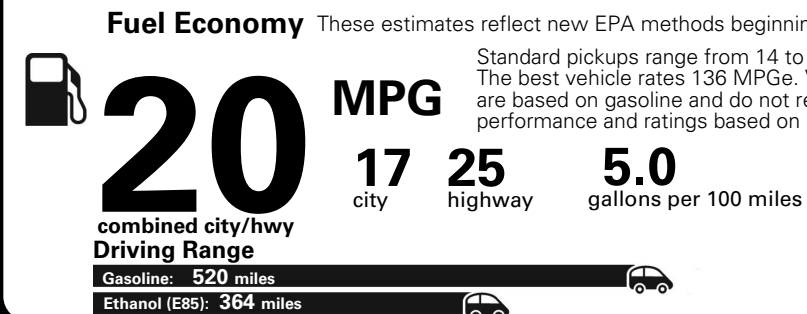 Fuel Economy These estimates reflect new EPA methods beginnin
Standard pickups range from 14 to
The best vehicle rates 136 MPGe. V
are based on gasoline and do not re
performance and ratings based on
20 MPG
17 25 5.0
city highway gallons per 100 miles
combined city/hwy
Driving Range
Gasoline: 520 miles
Ethanol (E85): 364 miles